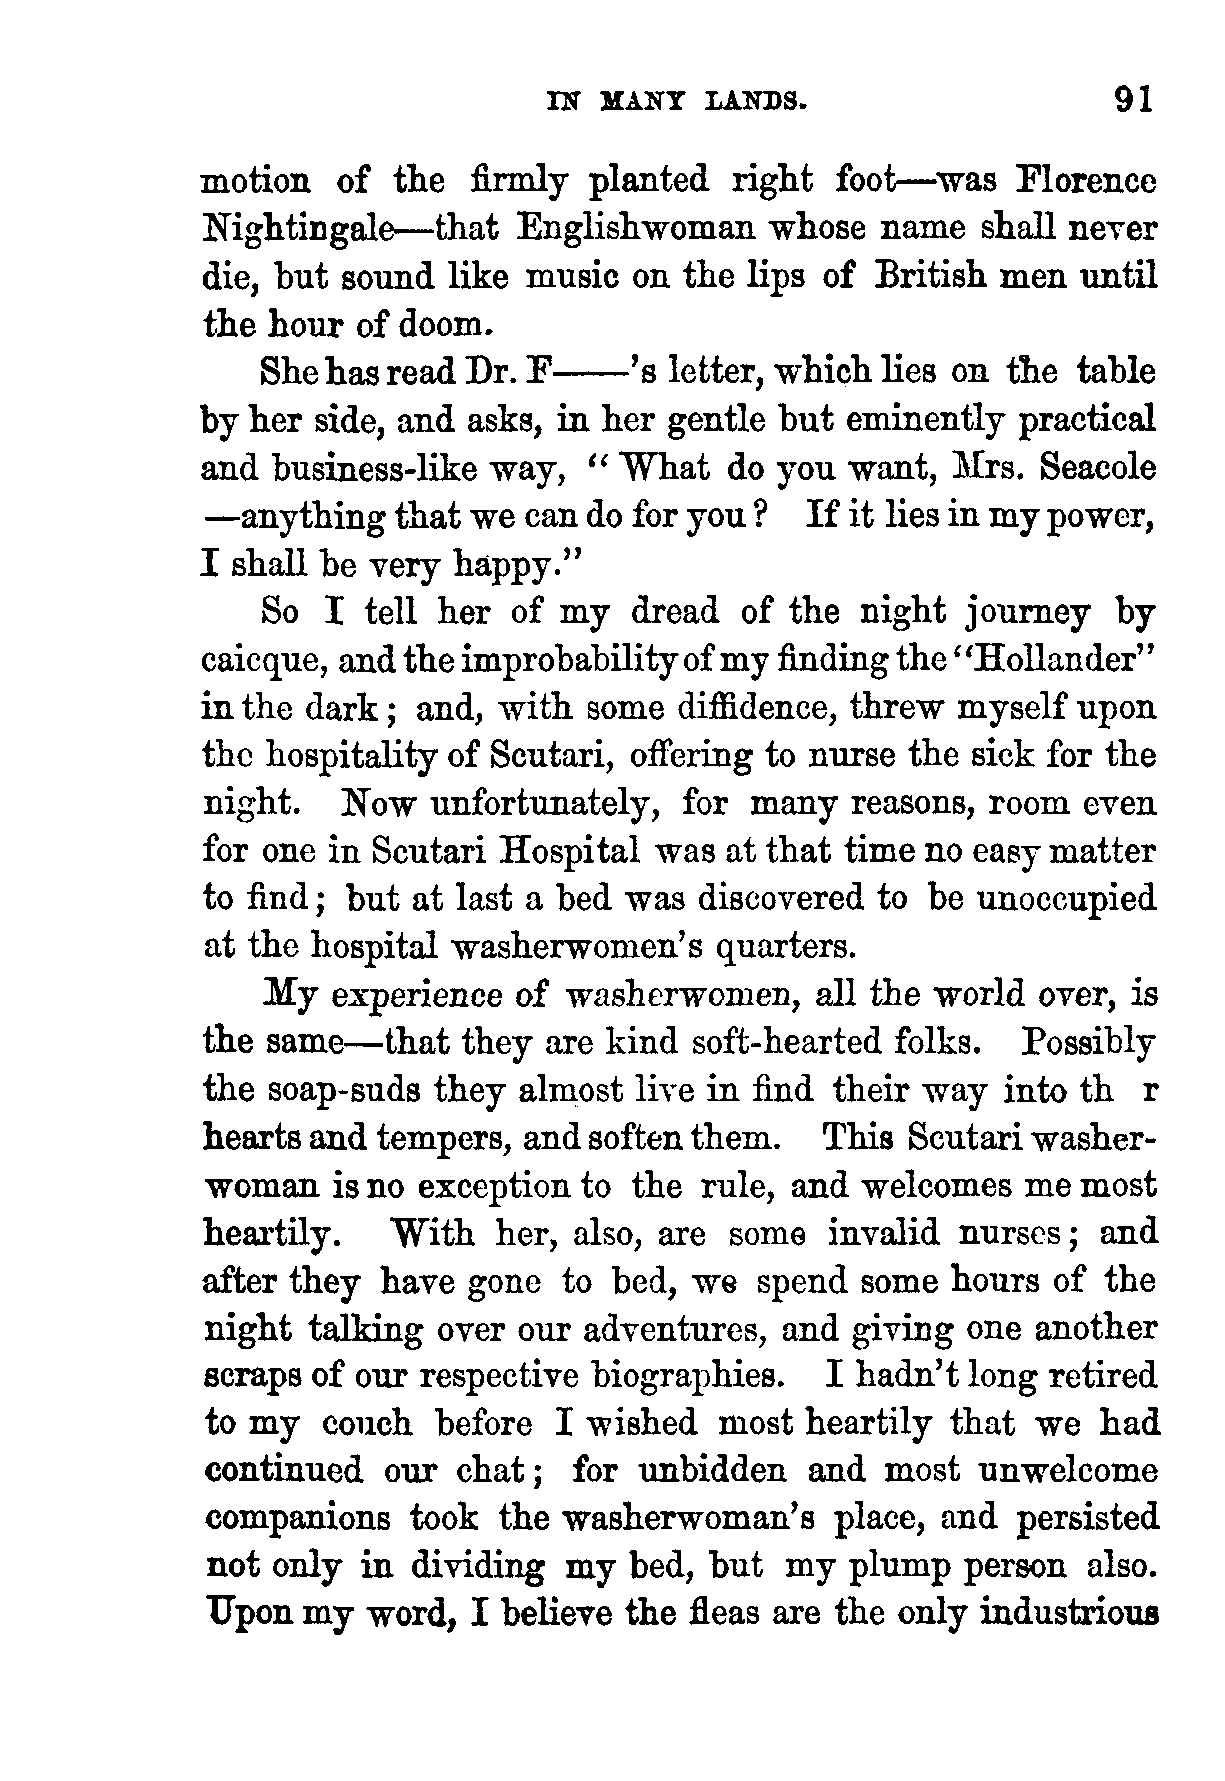 IN MANY LANDS. 91
motion of the firmly planted right foot—was Florence
Nightingale—that Englishwoman whose name shall never
die, but sound like music on the lips of British men until
the hour of doom.
She has read Dr. F——'s letter, which lies on the table
by her side, and asks, in her gentle but eminently practical
and business-like way, “What do you want, Mrs. Seacole
—anything that we can do for you? If it lies in my power,
I shall be very happy.”
So I tell her of my dread of the night journey by
caicque, and the improbability of my finding the “Hollander”
in the dark; and, with some diffidence, threw myself upon
the hospitality of Scutari, offering to nurse the sick for the
night. Now unfortunately, for many reasons, room even
for one in Scutari Hospital was at that time no easy matter
to find; but at last a bed was discovered to be unoccupied
at the hospital washerwomen's quarters.
My experience of washerwomen, all the world over, is
the same—that they are kind soft-hearted folks. Possibly
the soap-suds they almost live in find their way into th r
hearts and tempers, and soften them. This Scutari washer-
woman is no exception to the rule, and welcomes me most
heartily. With her, also, are some invalid nurses; and
after they have gone to bed, we spend some hours of the
night talking over our adventures, and giving one another
scraps of our respective biographies. I hadn't long retired
to my couch before I wished most heartily that we had
continued our chat; for unbidden and most unwelcome
companions took the washerwoman's place, and persisted
not only in dividing my bed, but my plump person also.
Upon my word, I believe the fleas are the only industrious